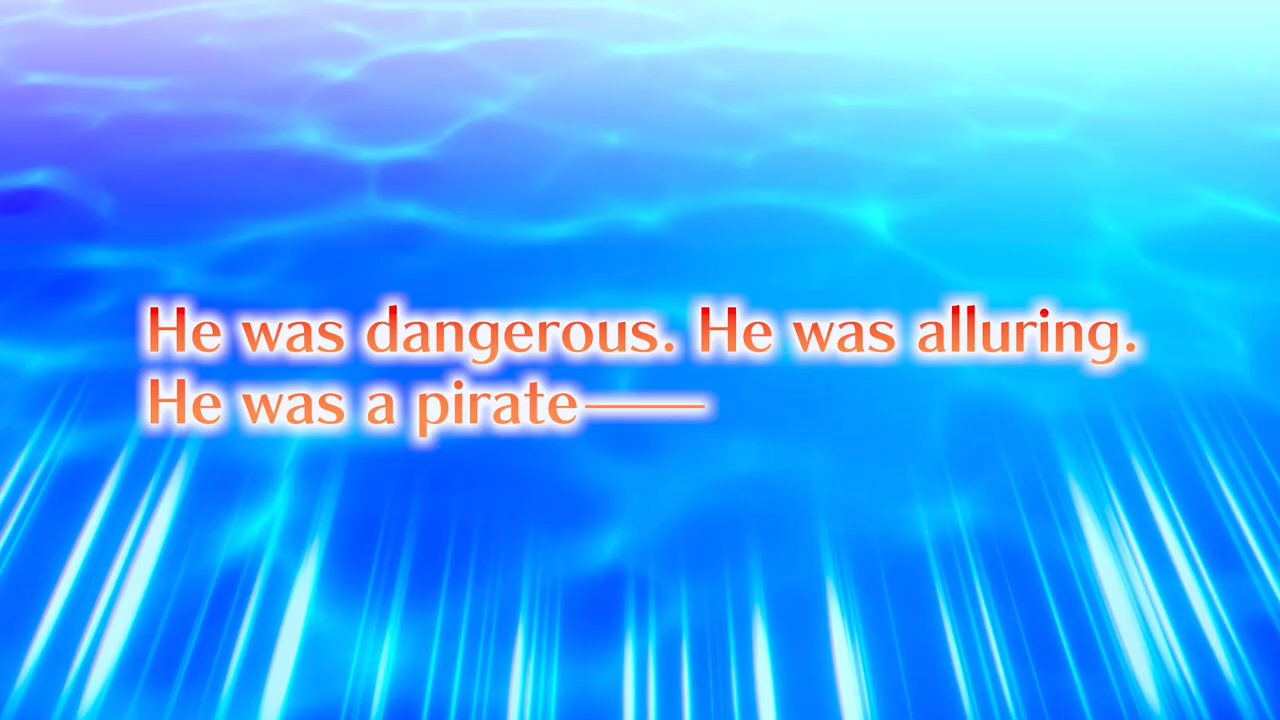 He was dangerous. He was alluring.
He was a pirate――